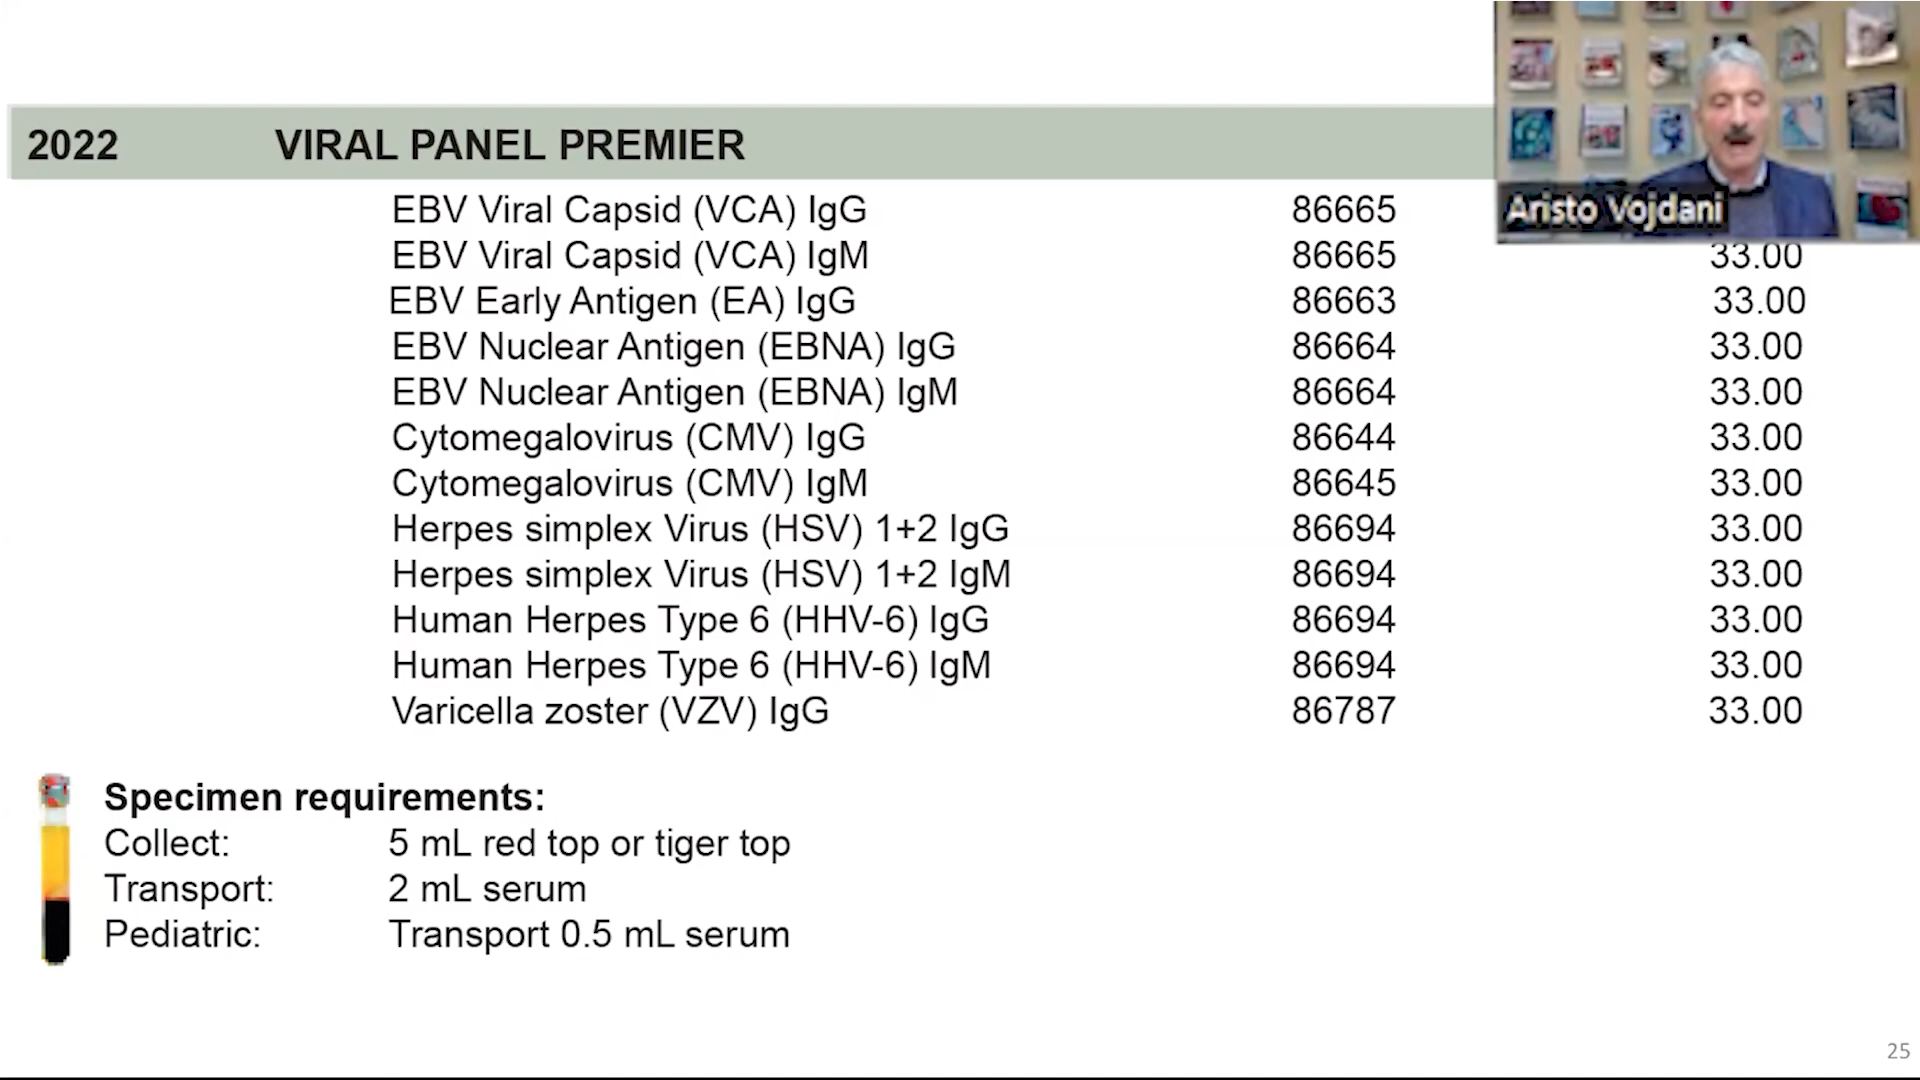 2022 VIRAL PANEL PREMIER
Aristo Vojdani
EBV Viral Capsid (VCA) IgG 86665
EBV Viral Capsid (VCA) IgM 86665 33.00
EBV Early Antigen (EA) IgG 86663 33.00
EBV Nuclear Antigen (EBNA) IgG 86664 33.00
EBV Nuclear Antigen (EBNA) IgM 86664 33.00
Cytomegalovirus (CMV) IgG 86644 33.00
Cytomegalovirus (CMV) IgM 86645 33.00
Herpes simplex Virus (HSV) 1+2 IgG 86694 33.00
Herpes simplex Virus (HSV) 1+2 IgM 86694 33.00
Human Herpes Type 6 (HHV-6) IgG 86694 33.00
Human Herpes Type 6 (HHV-6) IgM 86694 33.00
Varicella zoster (VZV) IgG 86787 33.00
Specimen requirements:
Collect: 5 mL red top or tiger top
Transport: 2 mL serum
Pediatric: Transport 0.5 mL serum
25